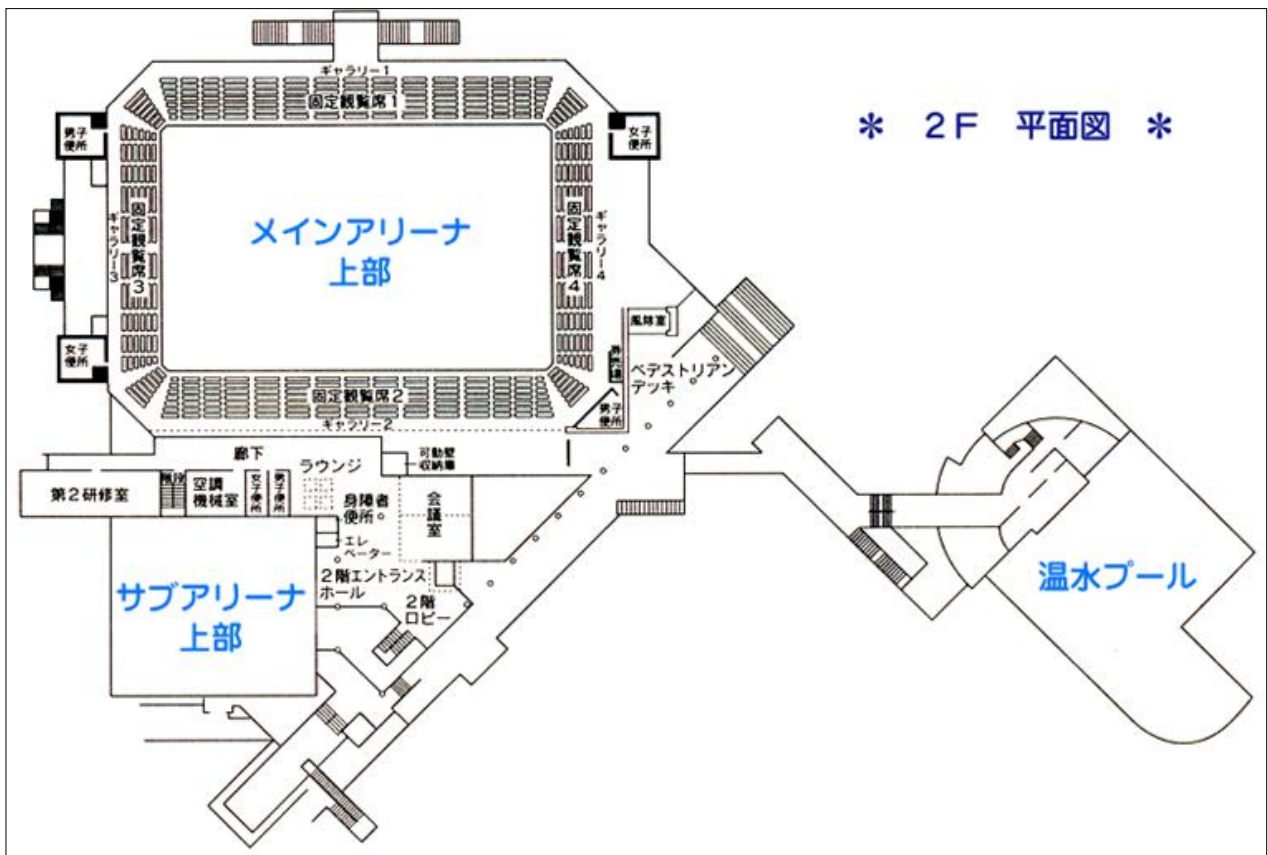 ＊ 2F 平面図 ＊
ギャラリー1
固定観覧席1
男子
便所
女子
便所
固定観覧席3
ギャラリー3
メインアリーナ
上部
固定観覧席4
ギャラリー4
女子
便所
風除室
ペデストリアン
デッキ
固定観覧席2
ギャラリー2
男子
便所
廊下
ラウンジ
可動壁
収納庫
第2研修室
階段
空調
機械室
女子便所
男子便所
身障者
便所
会議室
エレ
ベーター
2階エントランス
ホール
2階
ロビー
サブアリーナ
上部
温水プール